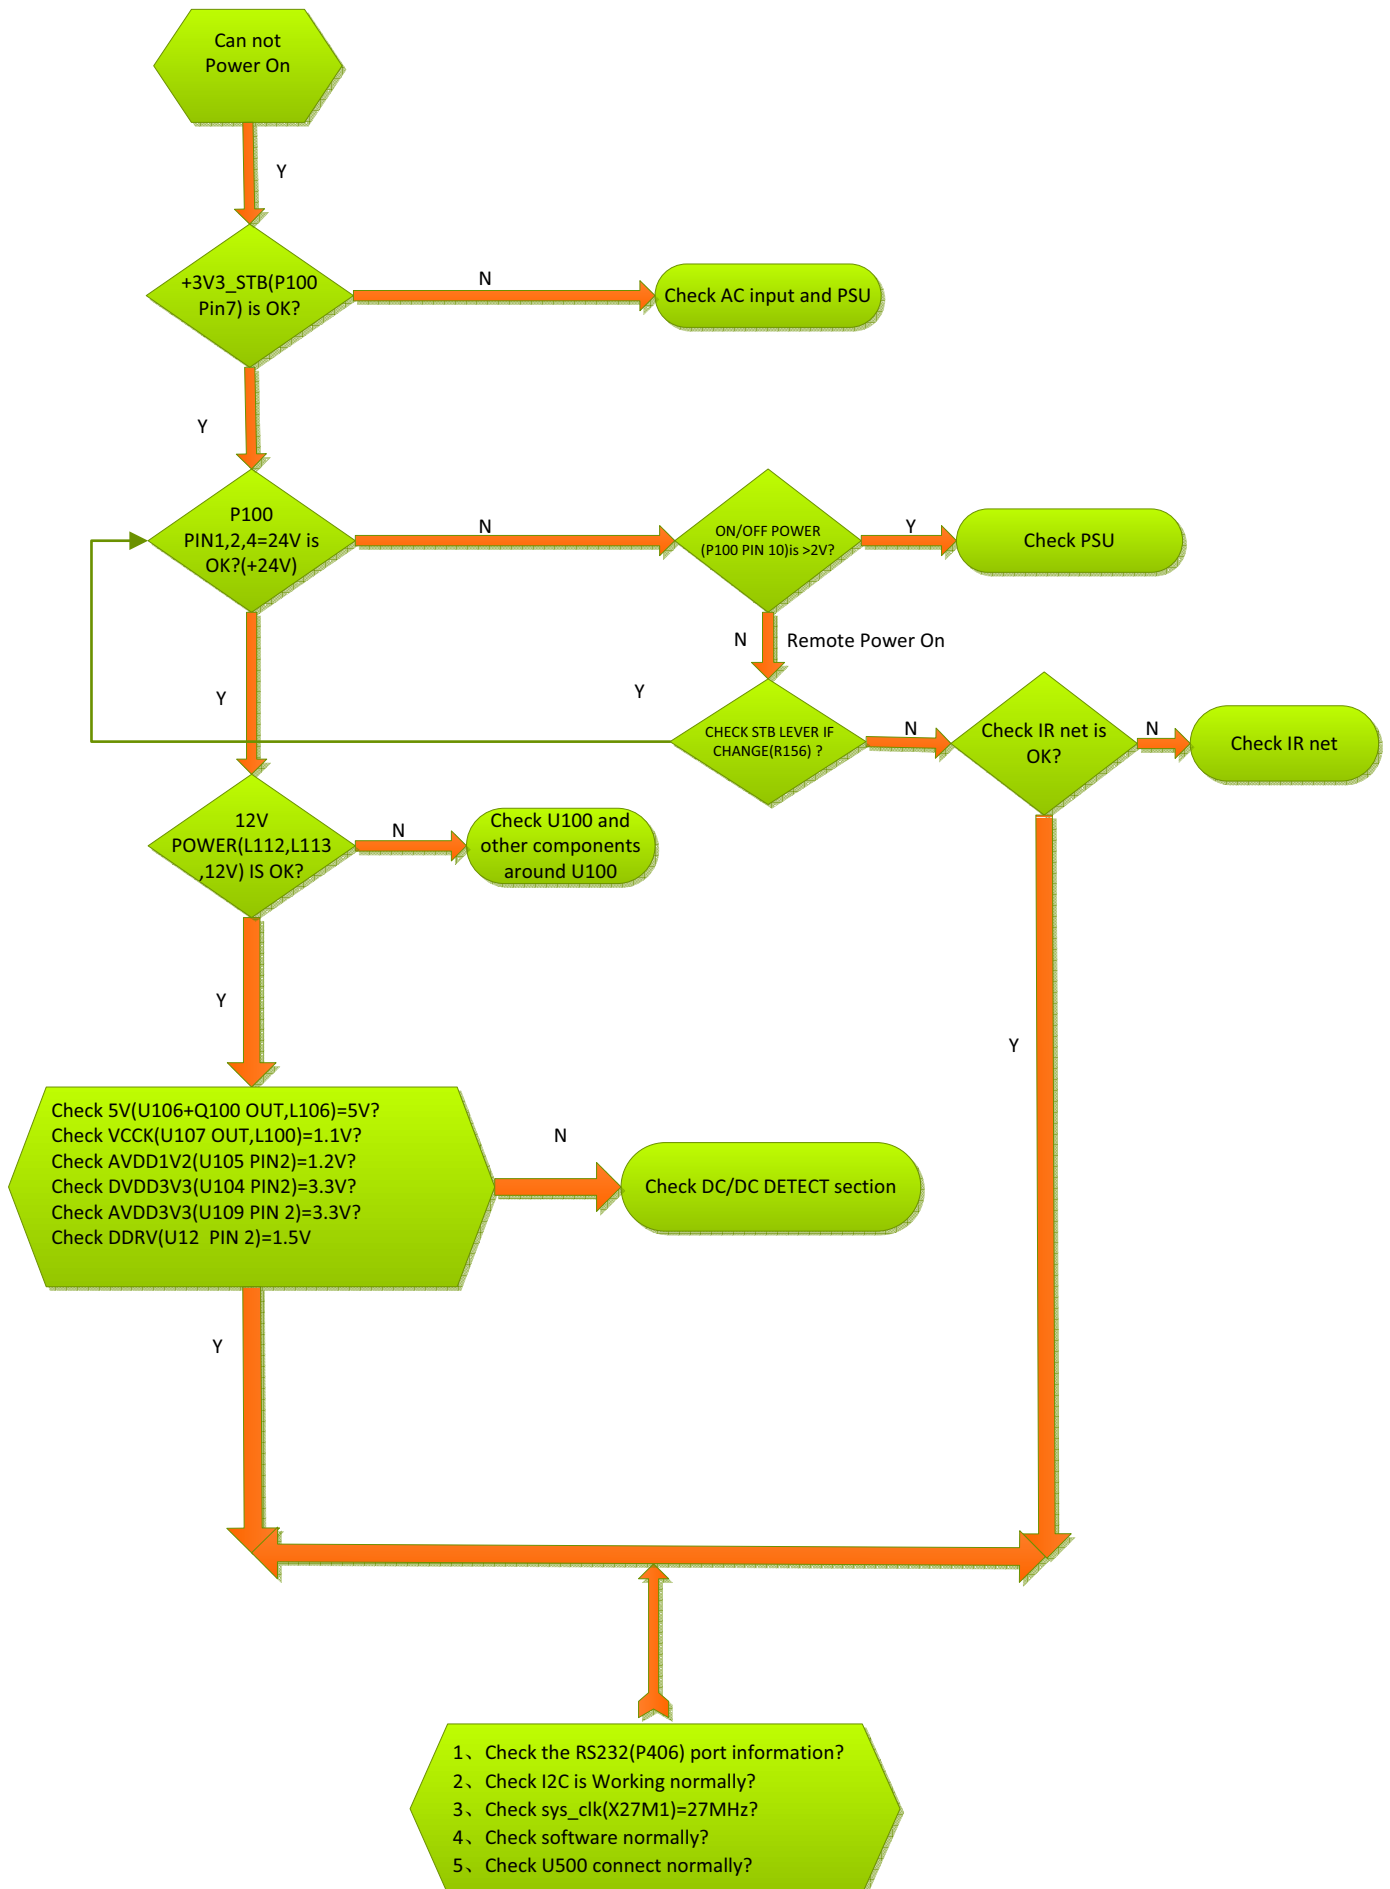 Can not
Power On
Y
+3V3_STB(P100
Pin7) is OK?
N
Check AC input and PSU
Y
P100
PIN1,2,4=24V is
OK?(+24V)
N
ON/OFF POWER
(P100 PIN 10)is >2V?
Y
Check PSU
N
Remote Power On
Y
Y
CHECK STB LEVER IF
CHANGE(R156) ?
N
Check IR net is
OK?
N
Check IR net
12V
POWER(L112,L113
,12V) IS OK?
N
Check U100 and
other components
around U100
Y
Y
Check 5V(U106+Q100 OUT,L106)=5V?
Check VCCK(U107 OUT,L100)=1.1V?
Check AVDD1V2(U105 PIN2)=1.2V?
Check DVDD3V3(U104 PIN2)=3.3V?
Check AVDD3V3(U109 PIN 2)=3.3V?
Check DDRV(U12  PIN 2)=1.5V
N
Check DC/DC DETECT section
Y
1、Check the RS232(P406) port information?
2、Check I2C is Working normally?
3、Check sys_clk(X27M1)=27MHz?
4、Check software normally?
5、Check U500 connect normally?